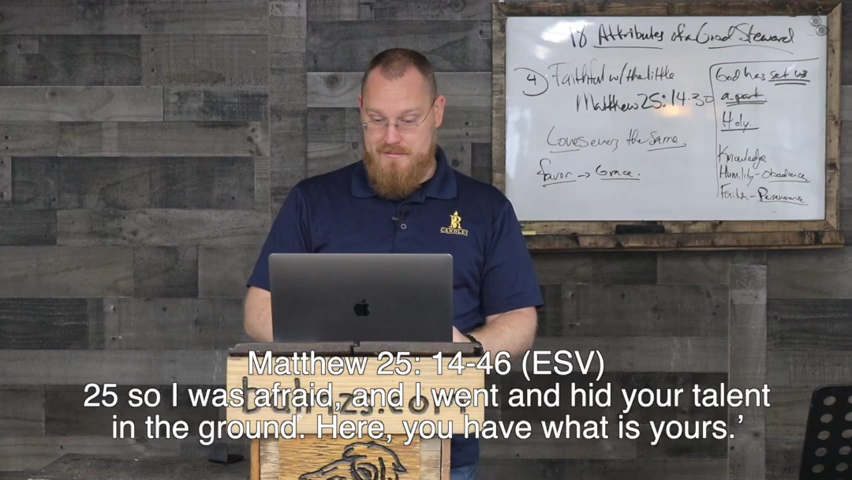 18 Attributes of a Good Steward
4) Faithful w/ the little
Matthew 25:14-30
Loves every the Same.
favor → Grace.
God has set us
apart
Holy
Knowledge
Humility - Obedience
Faith -
Matthew 25: 14-46 (ESV)
25 so I was afraid, and I went and hid your talent
in the ground. Here, you have what is yours.’